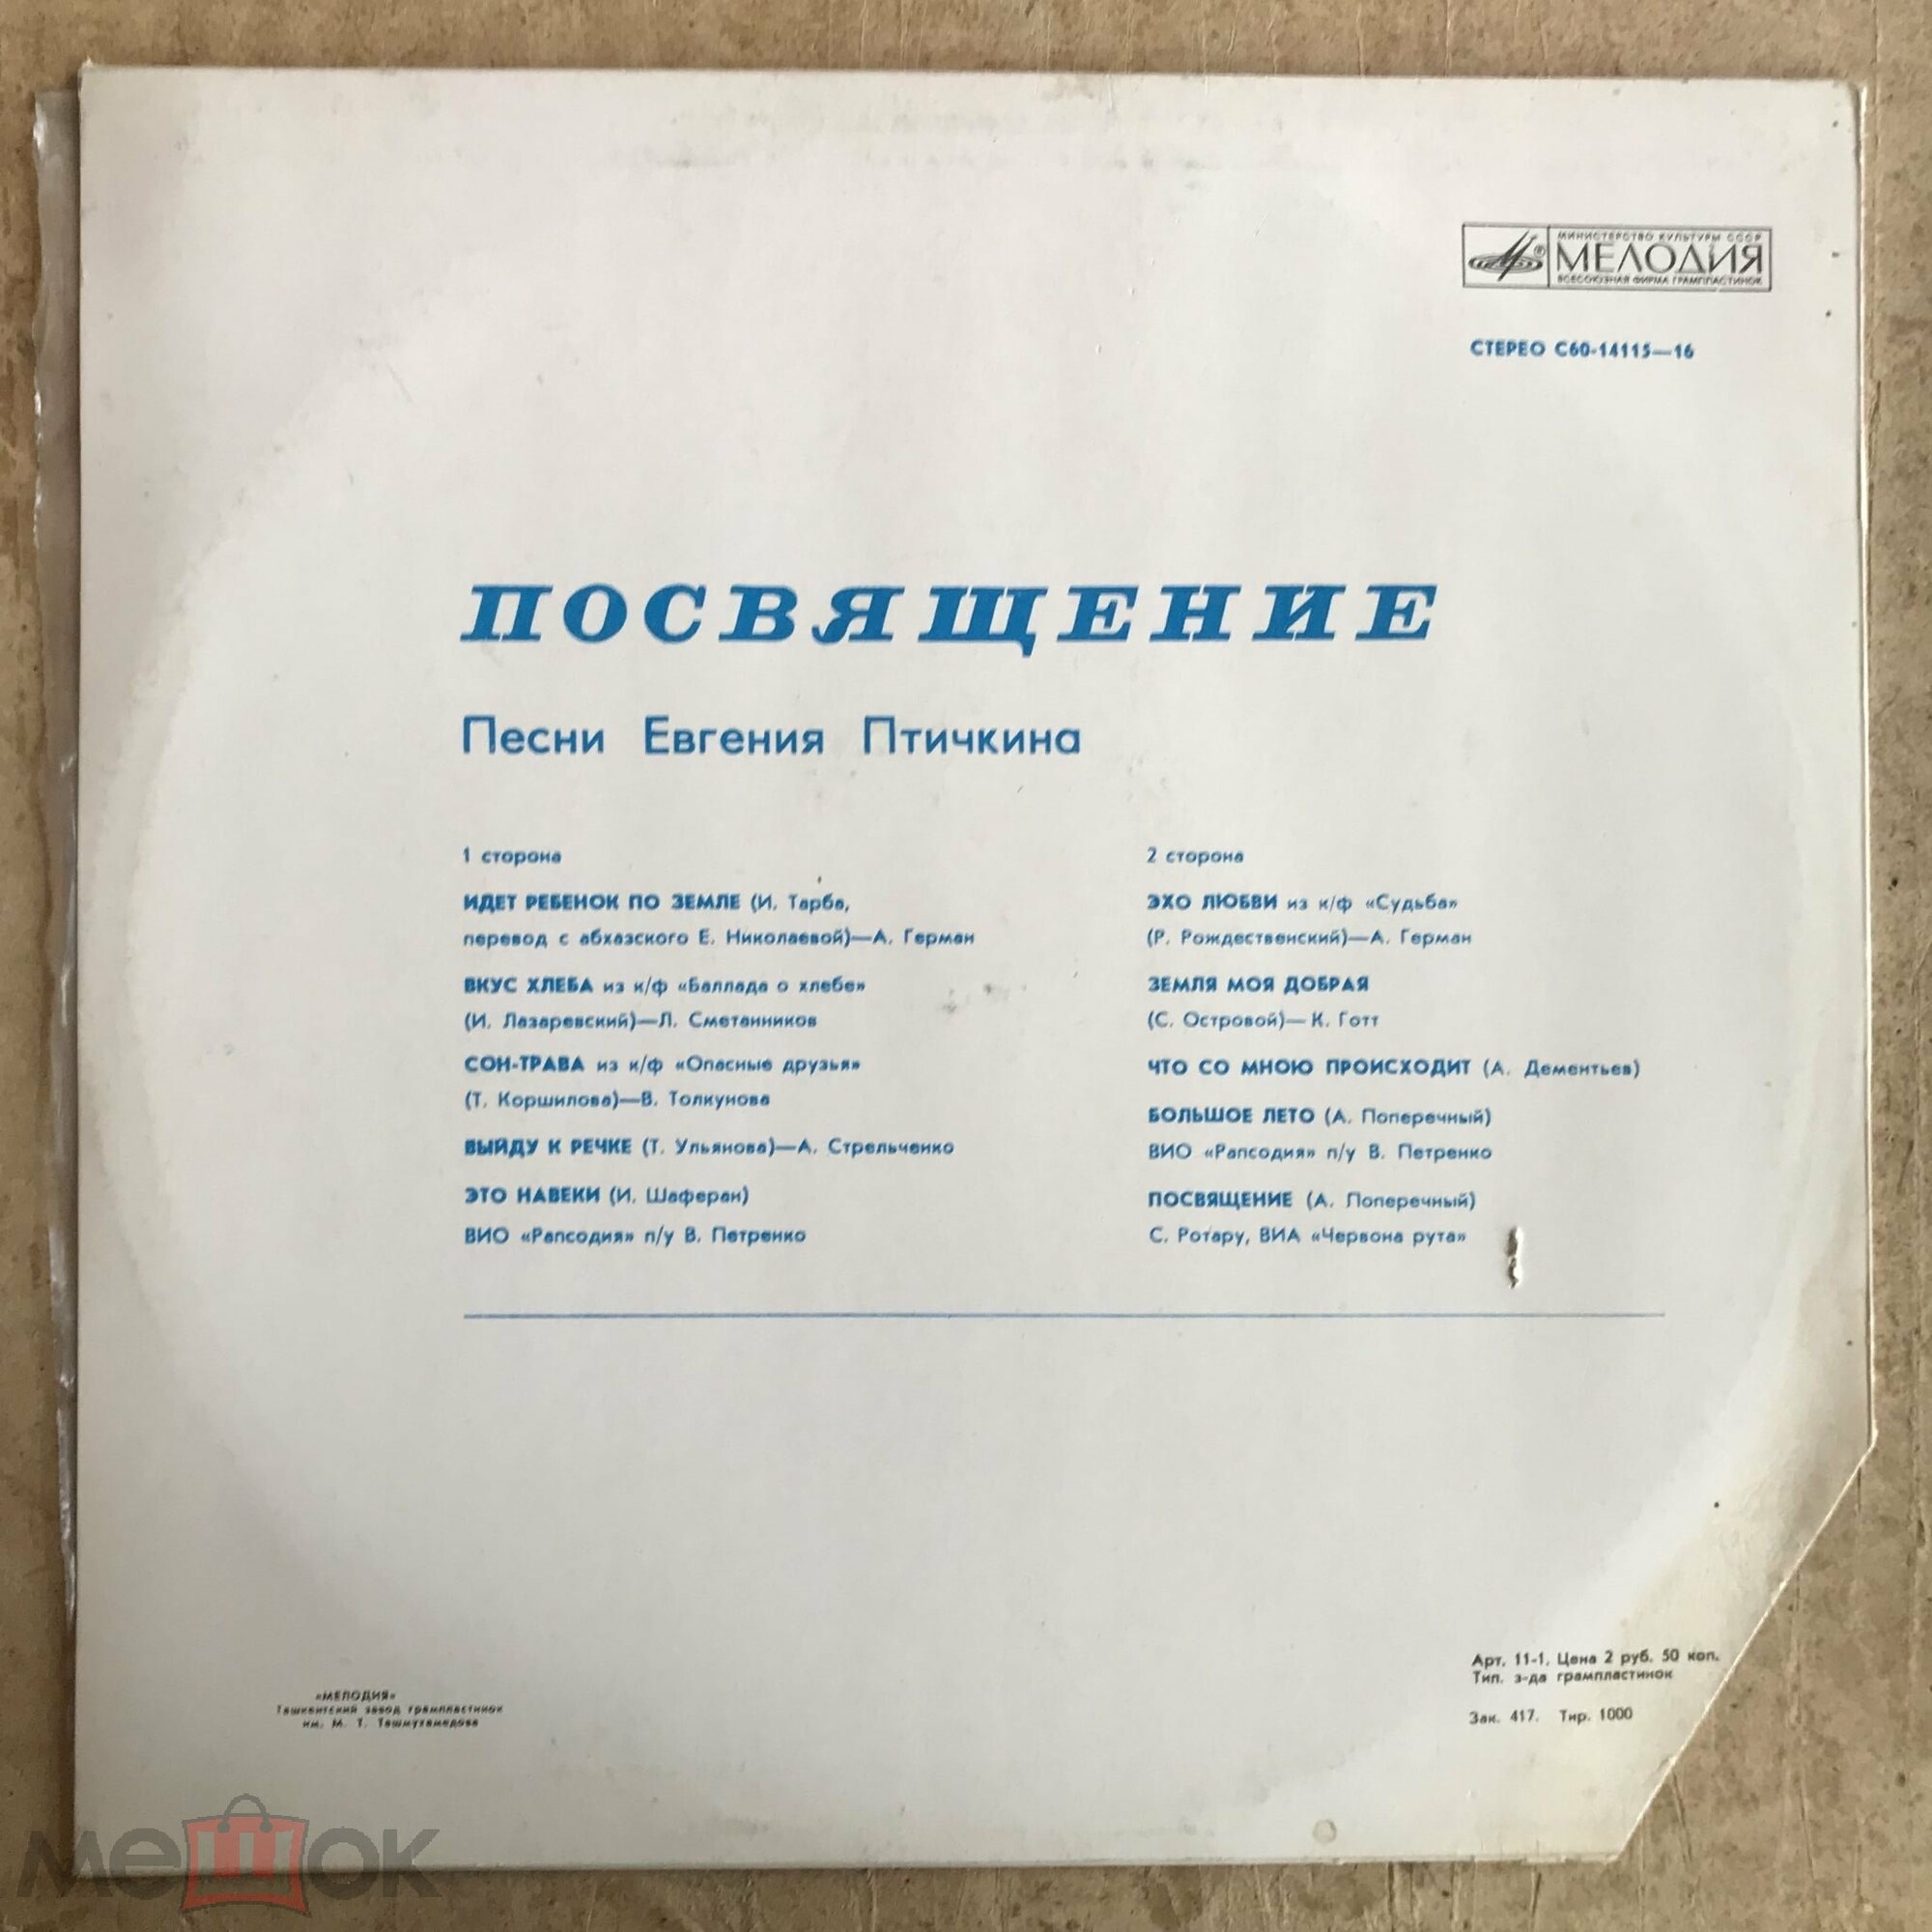 МИНИСТЕРСТВО КУЛЬТУРЫ СССР
МЕЛОДИЯ
ВСЕСОЮЗНАЯ ФИРМА ГРАМПЛАСТИНОК
СТЕРЕО С60-14115—16
ПОСВЯЩЕНИЕ
Песни Евгения Птичкина
1 сторона
ИДЕТ РЕБЕНОК ПО ЗЕМЛЕ (И. Тарба,
перевод с абхазского Е. Николаевой)—А. Герман
ВКУС ХЛЕБА из к/ф «Баллада о хлебе»
(И. Лазаревский)—Л. Сметанников
СОН-ТРАВА из к/ф «Опасные друзья»
(Т. Коршилова)—В. Толкунова
ВЫЙДУ К РЕЧКЕ (Т. Ульянова)—А. Стрельченко
ЭТО НАВЕКИ (И. Шаферан)
ВИО «Рапсодия» п/у В. Петренко
2 сторона
ЭХО ЛЮБВИ из к/ф «Судьба»
(Р. Рождественский)—А. Герман
ЗЕМЛЯ МОЯ ДОБРАЯ
(С. Островой)— К. Готт
ЧТО СО МНОЮ ПРОИСХОДИТ (А. Дементьев)
БОЛЬШОЕ ЛЕТО (А. Поперечный)
ВИО «Рапсодия» п/у В. Петренко
ПОСВЯЩЕНИЕ (А. Поперечный)
С. Ротару, ВИА «Червона рута»
«МЕЛОДИЯ»
Ташкентский завод грампластинок
им. М. Т. Ташмухамедова
Арт. 11-1. Цена 2 руб. 50 коп.
Тип. з-да грампластинок
Зак. 417. Тир. 1000
мешок